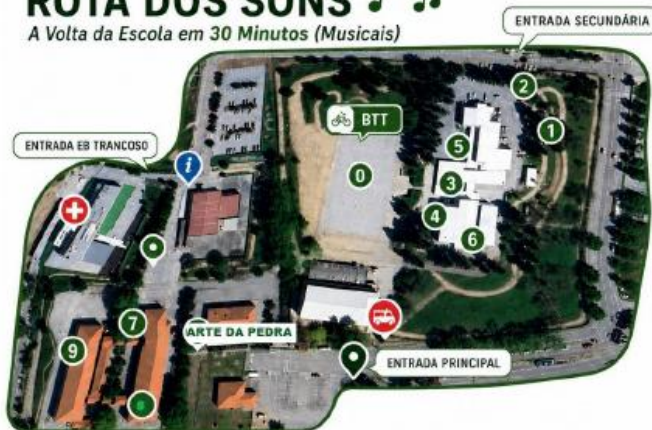 ROTA DOS SONS
A Volta da Escola em 30 Minutos (Musicais)
ENTRADA SECUNDÁRIA
2
1
BTT
ENTRADA EB TRANCOSO
i
5
0
3
4
6
7
ARTE DA PEDRA
9
ENTRADA PRINCIPAL
8